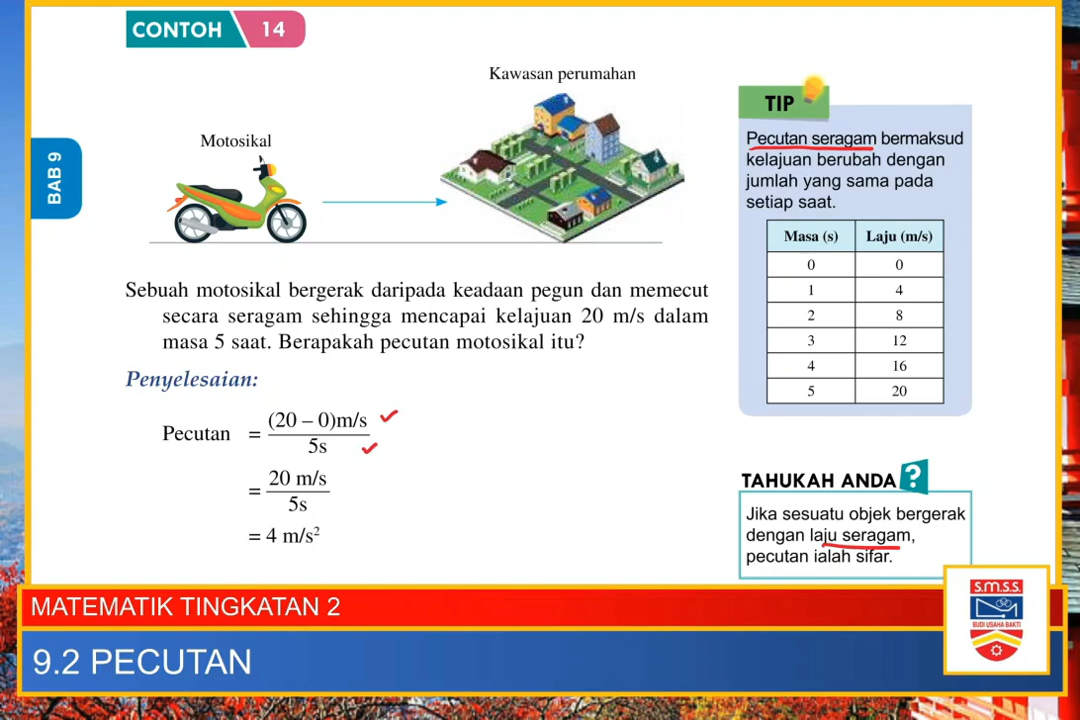 CONTOH 14
Kawasan perumahan
Motosikal
BAB 9
Sebuah motosikal bergerak daripada keadaan pegun dan memecut
secara seragam sehingga mencapai kelajuan 20 m/s dalam
masa 5 saat. Berapakah pecutan motosikal itu?
Penyelesaian:
Pecutan = (20 – 0)m/s
5s
= 20 m/s
5s
= 4 m/s²
TIP
Pecutan seragam bermaksud
kelajuan berubah dengan
jumlah yang sama pada
setiap saat.
Masa (s) Laju (m/s)
0 0
1 4
2 8
3 12
4 16
5 20
TAHUKAH ANDA ?
Jika sesuatu objek bergerak
dengan laju seragam,
pecutan ialah sifar.
MATEMATIK TINGKATAN 2
9.2 PECUTAN
S.M.S.S.
BUDI USAHA BAKTI